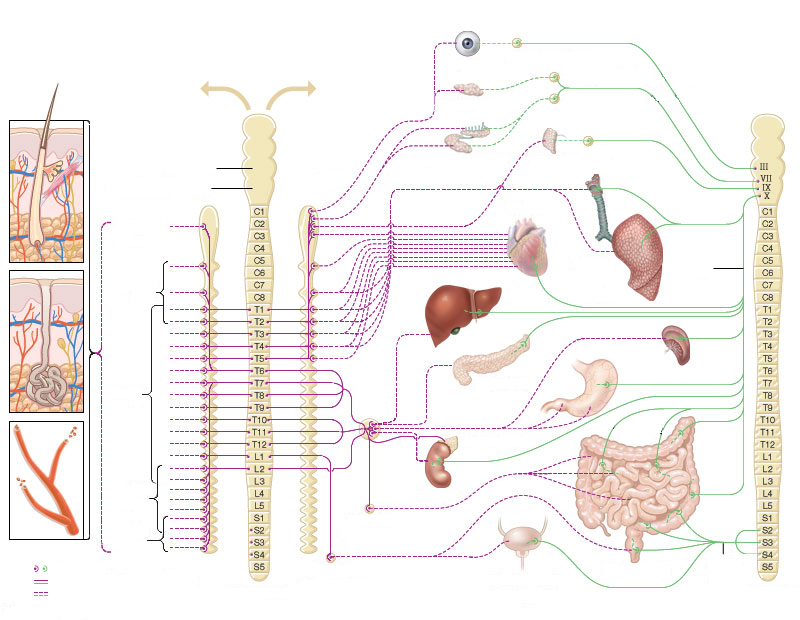 III
VII
IX
X
C1
C2
C3
C4
C5
C6
C7
C8
T1
T2
T3
T4
T5
T6
T7
T8
T9
T10
T11
T12
L1
L2
L3
L4
L5
S1
S2
S3
S4
S5
C1
C2
C3
C4
C5
C6
C7
C8
T1
T2
T3
T4
T5
T6
T7
T8
T9
T10
T11
T12
L1
L2
L3
L4
L5
S1
S2
S3
S4
S5